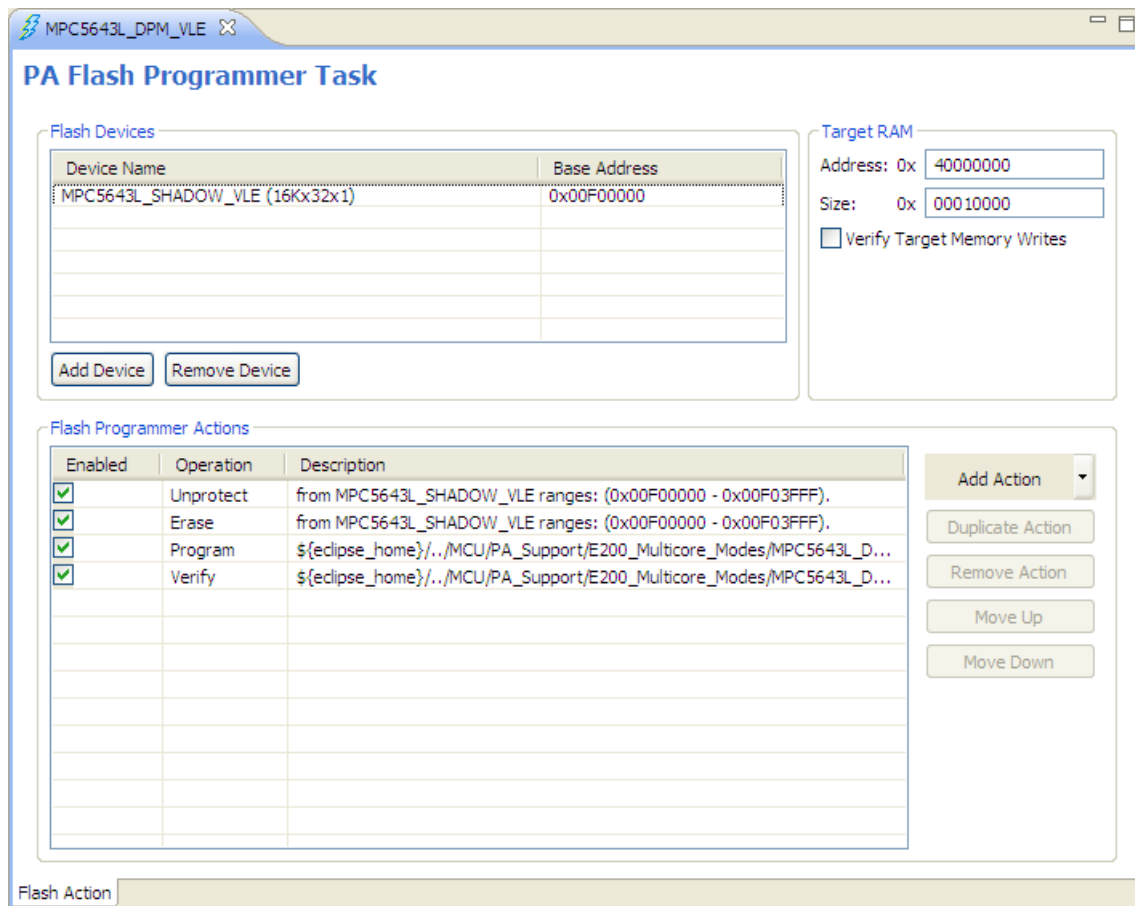 MPC5643L_DPM_VLE
PA Flash Programmer Task
Flash Devices
Device Name Base Address
MPC5643L_SHADOW_VLE (16Kx32x1) 0x00F00000
Add Device Remove Device
Target RAM
Address: 0x 40000000
Size: 0x 00010000
Verify Target Memory Writes
Flash Programmer Actions
Enabled Operation Description
Unprotect from MPC5643L_SHADOW_VLE ranges: (0x00F00000 - 0x00F03FFF).
Erase from MPC5643L_SHADOW_VLE ranges: (0x00F00000 - 0x00F03FFF).
Program ${eclipse_home}/../MCU/PA_Support/E200_Multicore_Modes/MPC5643L_D...
Verify ${eclipse_home}/../MCU/PA_Support/E200_Multicore_Modes/MPC5643L_D...
Add Action
Duplicate Action
Remove Action
Move Up
Move Down
Flash Action